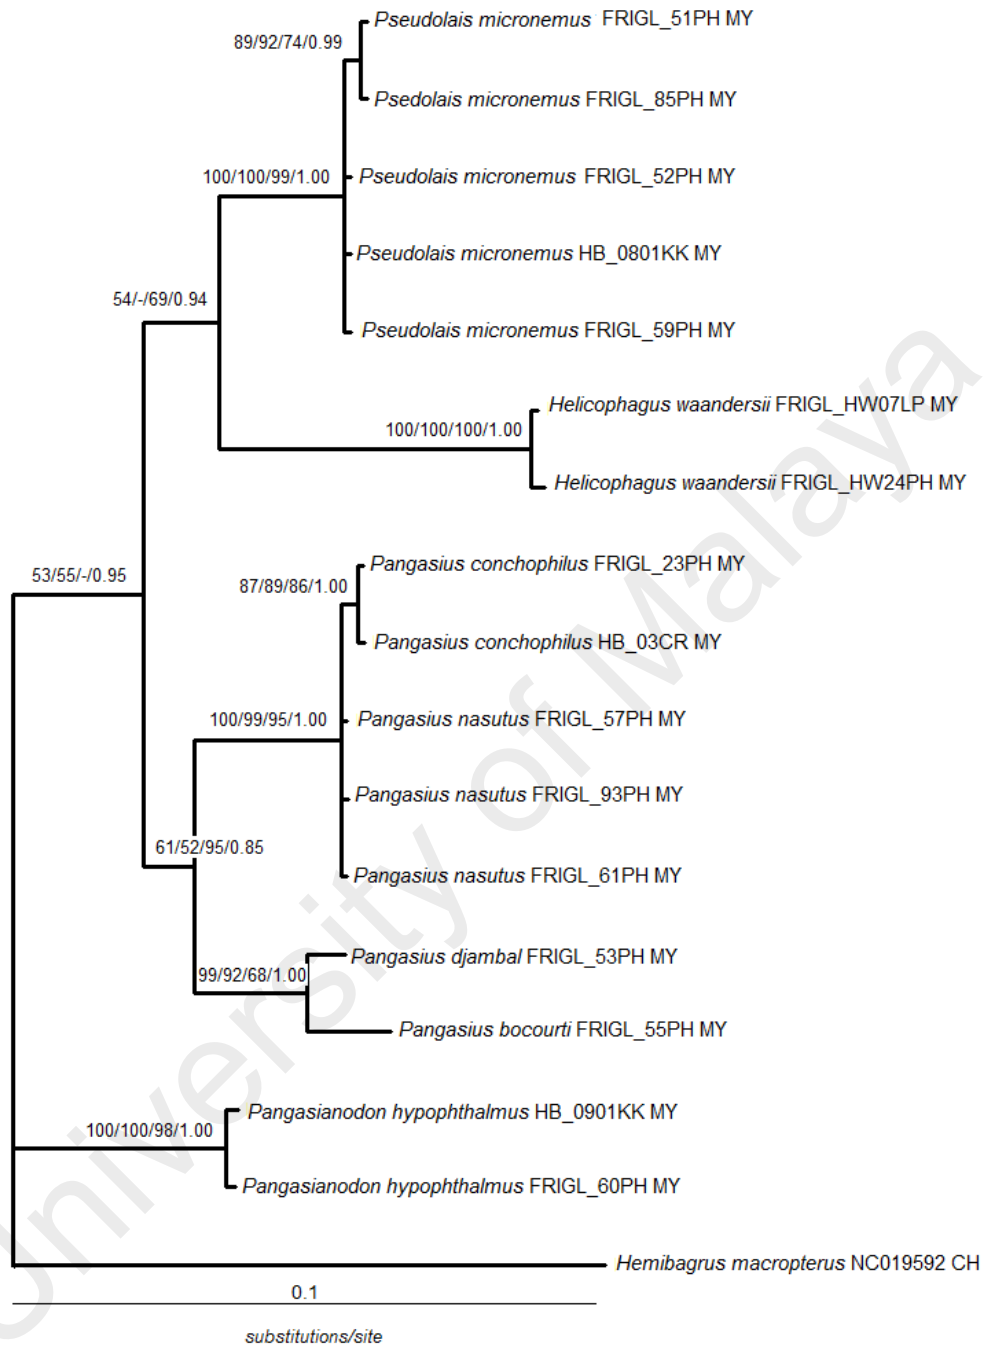 Pseudolais micronemus FRIGL_51PH MY
89/92/74/0.99
Psedolais micronemus FRIGL_85PH MY
100/100/99/1.00
Pseudolais micronemus FRIGL_52PH MY
Pseudolais micronemus HB_0801KK MY
54/-/69/0.94
Pseudolais micronemus FRIGL_59PH MY
Helicophagus waandersii FRIGL_HW07LP MY
100/100/100/1.00
Helicophagus waandersii FRIGL_HW24PH MY
Pangasius conchophilus FRIGL_23PH MY
53/55/-/0.95
87/89/86/1.00
Pangasius conchophilus HB_03CR MY
100/99/95/1.00
Pangasius nasutus FRIGL_57PH MY
Pangasius nasutus FRIGL_93PH MY
61/52/95/0.85
Pangasius nasutus FRIGL_61PH MY
Pangasius djambal FRIGL_53PH MY
99/92/68/1.00
Pangasius bocourti FRIGL_55PH MY
Pangasianodon hypophthalmus HB_0901KK MY
100/100/98/1.00
Pangasianodon hypophthalmus FRIGL_60PH MY
Hemibagrus macropterus NC019592 CH
0.1
substitutions/site
University of Malaya